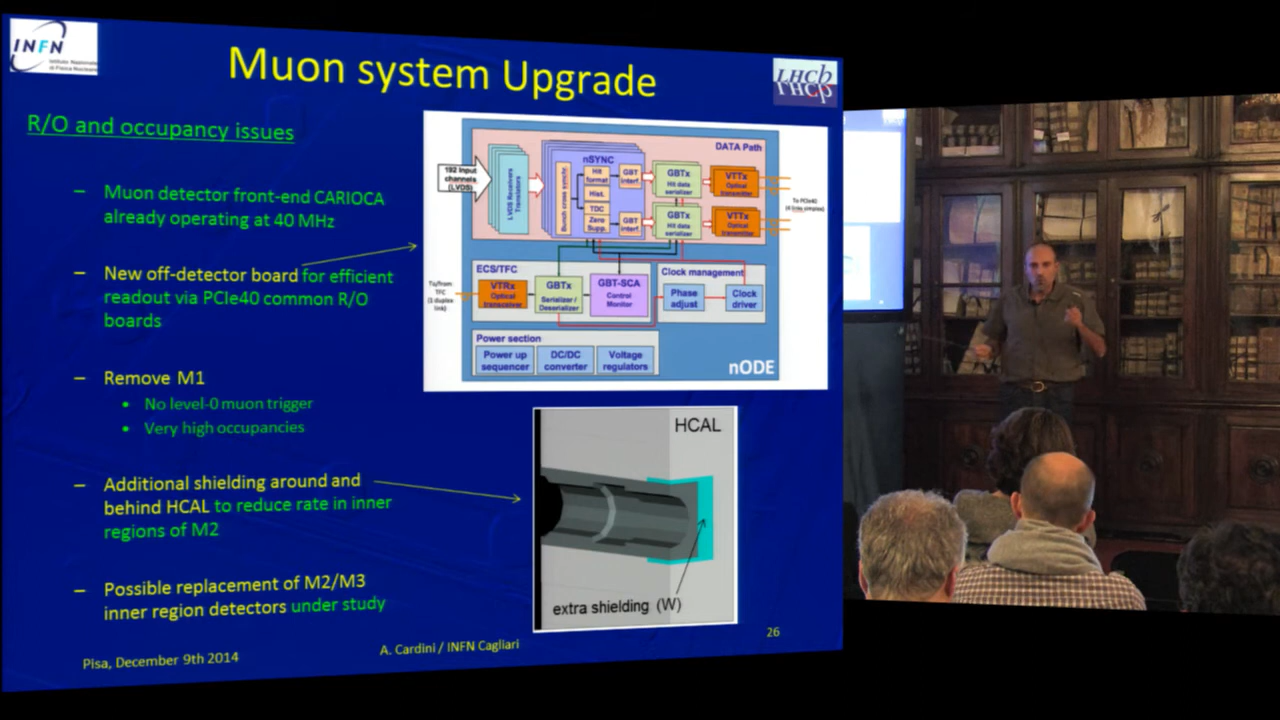 INFN
Istituto Nazionale
di Fisica Nucleare
Muon system Upgrade
LHCb
LHCb
R/O and occupancy issues
– Muon detector front-end CARIOCA
already operating at 40 MHz
– New off-detector board for efficient
readout via PCIe40 common R/O
boards
– Remove M1
• No level-0 muon trigger
• Very high occupancies
– Additional shielding around and
behind HCAL to reduce rate in inner
regions of M2
– Possible replacement of M2/M3
inner region detectors under study
DATA Path
192 input
channels
(LVDS)
LVDS Receivers
Translators
nSYNC
Bunch cross synchr.
Hit
format
Hist.
TDC
Zero
Supp.
GBT
interf.
GBT
interf.
GBTx
Hit data
serializer
GBTx
Hit data
serializer
VTTx
Optical
transmitter
VTTx
Optical
transmitter
To PCIe40
(4 links simplex)
ECS/TFC
To/from
TFC
(1 duplex
link)
VTRx
Optical
transceiver
GBTx
Serializer /
Deserializer
GBT-SCA
Control
Monitor
Clock management
Phase
adjust
Clock
driver
Power section
Power up
sequencer
DC/DC
converter
Voltage
regulators
nODE
HCAL
extra shielding (W)
Pisa, December 9th 2014
A. Cardini / INFN Cagliari
26